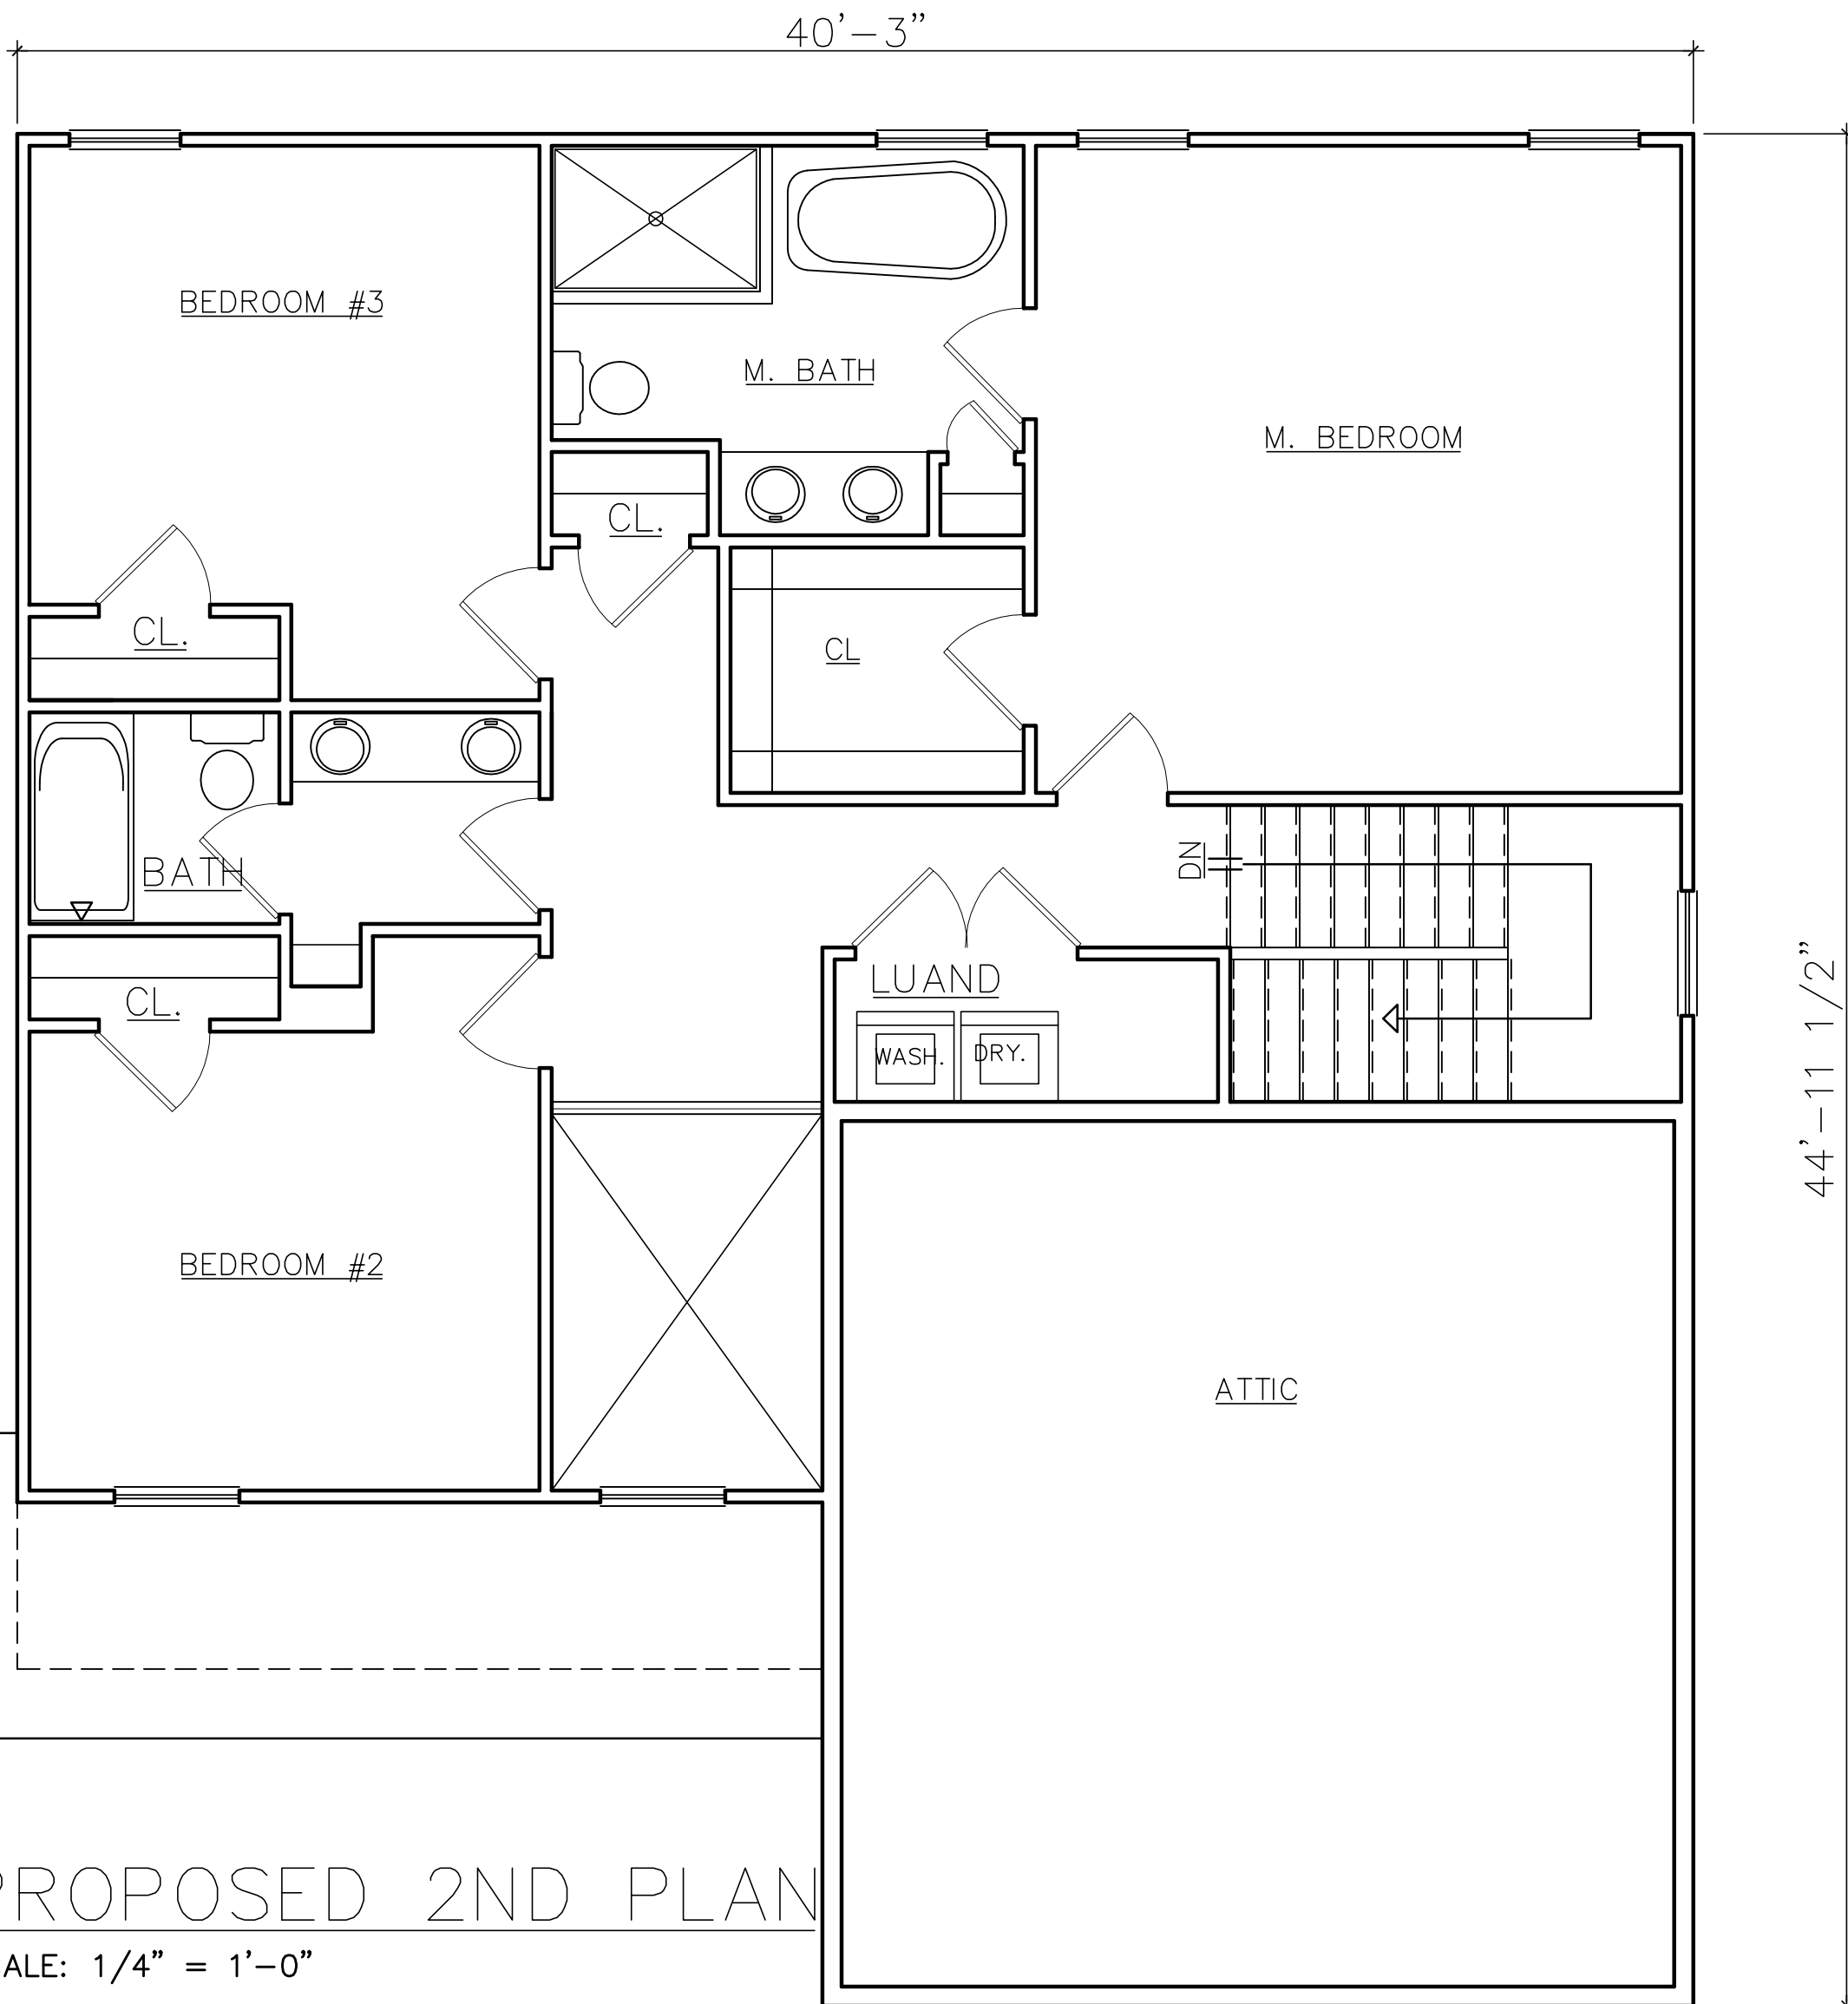 40'-3"
BEDROOM #3
M. BATH
M. BEDROOM
CL.
CL.
CL
DN
BATH
LUAND
CL.
WASH.
DRY.
44'-11 1/2"
BEDROOM #2
ATTIC
PROPOSED 2ND PLAN
ALE: 1/4" = 1'-0"